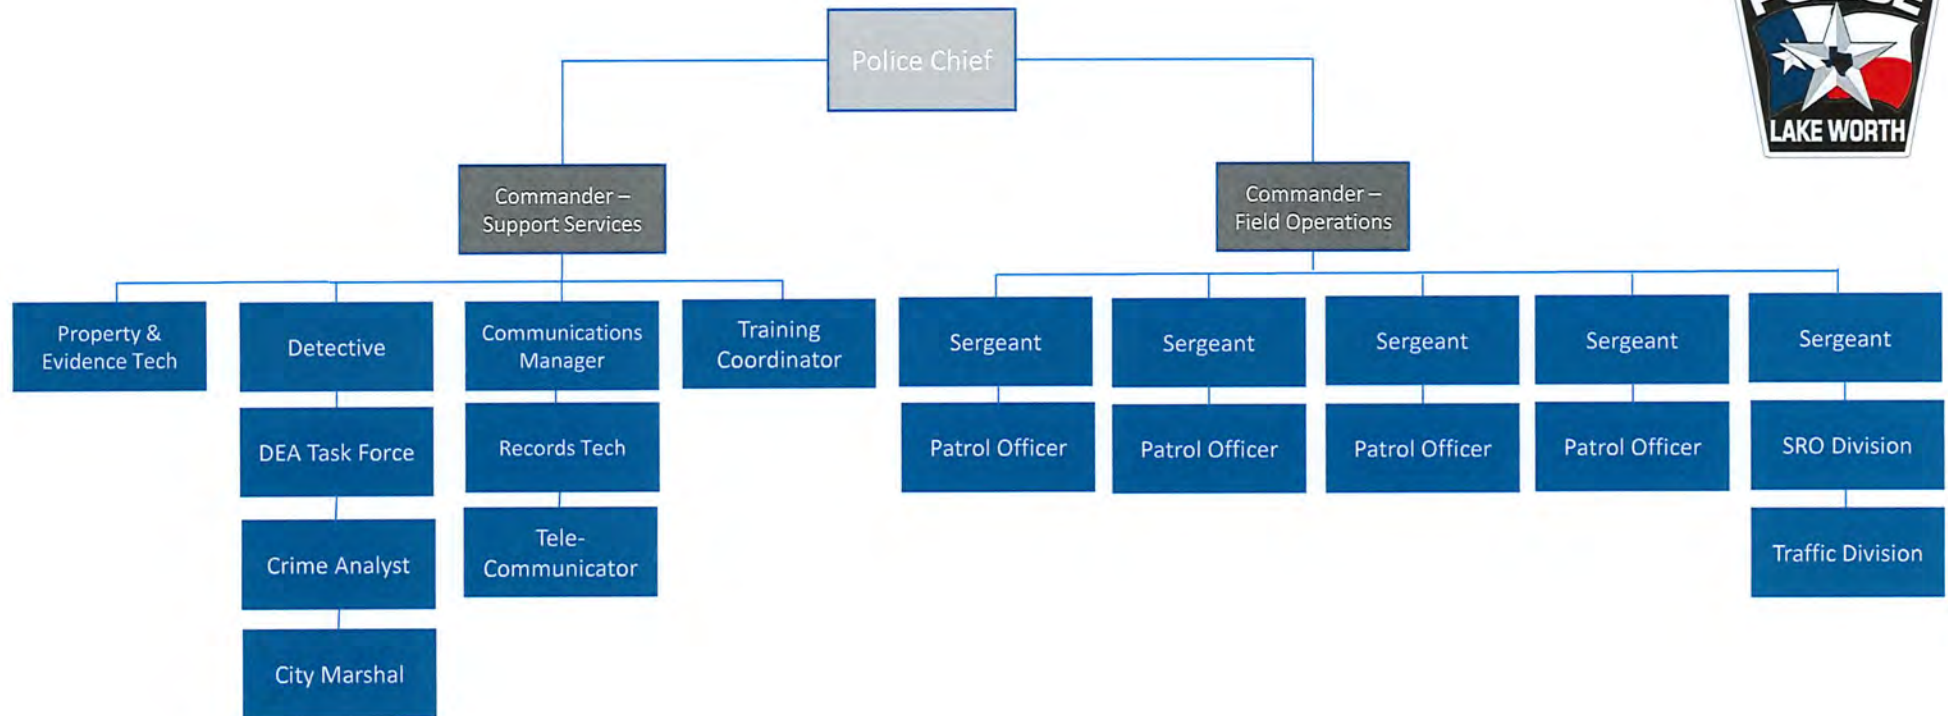 Police Chief
LAKE WORTH
Commander –
Support Services
Commander –
Field Operations
Property &
Evidence Tech
Detective
Communications
Manager
Training
Coordinator
Sergeant
Sergeant
Sergeant
Sergeant
Sergeant
DEA Task Force
Records Tech
Patrol Officer
Patrol Officer
Patrol Officer
Patrol Officer
SRO Division
Crime Analyst
Tele-
Communicator
Traffic Division
City Marshal